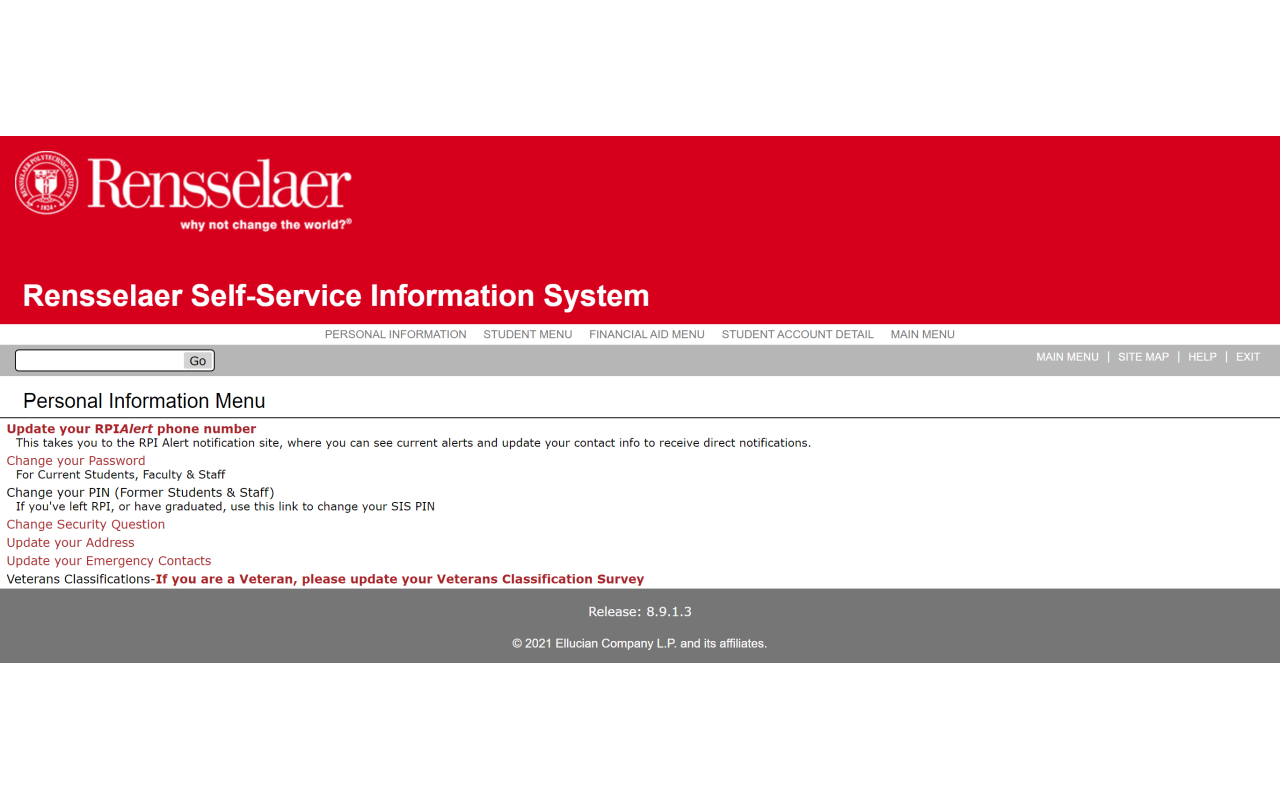 RENSSELAER POLYTECHNIC INSTITUTE
1824
Rensselaer
why not change the world?®
Rensselaer Self-Service Information System
PERSONAL INFORMATION STUDENT MENU FINANCIAL AID MENU STUDENT ACCOUNT DETAIL MAIN MENU
Go MAIN MENU | SITE MAP | HELP | EXIT
Personal Information Menu
Update your RPIAlert phone number
This takes you to the RPI Alert notification site, where you can see current alerts and update your contact info to receive direct notifications.
Change your Password
For Current Students, Faculty & Staff
Change your PIN (Former Students & Staff)
If you've left RPI, or have graduated, use this link to change your SIS PIN
Change Security Question
Update your Address
Update your Emergency Contacts
Veterans Classifications-If you are a Veteran, please update your Veterans Classification Survey
Release: 8.9.1.3
© 2021 Ellucian Company L.P. and its affiliates.